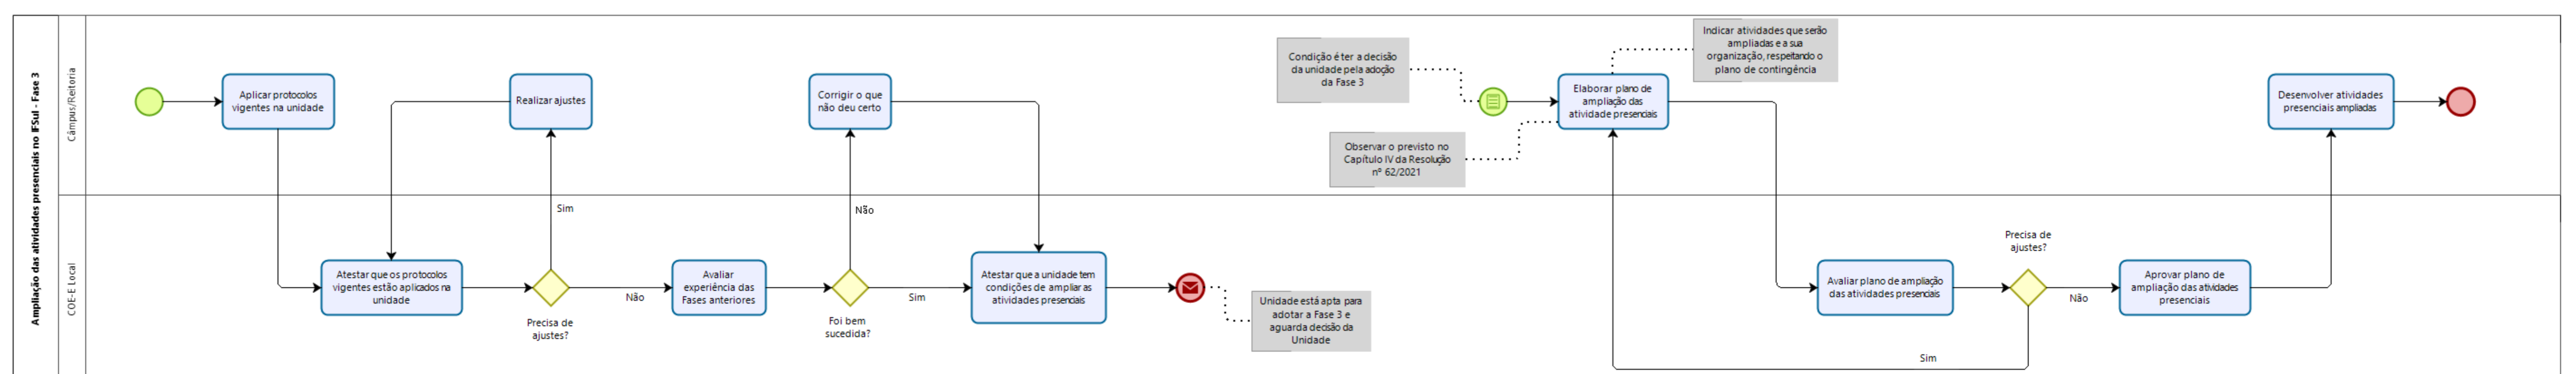 Ampliação das atividades presenciais no IFSul - Fase 3
Câmpus/Reitoria
COE-E Local
Aplicar protocolos
vigentes na unidade
Realizar ajustes
Corrigir o que
não deu certo
Sim
Não
Atestar que os protocolos
vigentes estão aplicados na
unidade
Precisa de
ajustes?
Não
Avaliar
experiência das
Fases anteriores
Foi bem
sucedida?
Sim
Atestar que a unidade tem
condições de ampliar as
atividades presenciais
Unidade está apta para
adotar a Fase 3 e
aguarda decisão da
Unidade
Condição é ter a decisão
da unidade pela adoção
da Fase 3
Observar o previsto no
Capítulo IV da Resolução
nº 62/2021
Elaborar plano de
ampliação das
atividade presenciais
Indicar atividades que serão
ampliadas e a sua
organização, respeitando o
plano de contingência
Avaliar plano de ampliação
das atividades presenciais
Precisa de
ajustes?
Sim
Não
Aprovar plano de
ampliação das atividades
presenciais
Desenvolver atividades
presenciais ampliadas